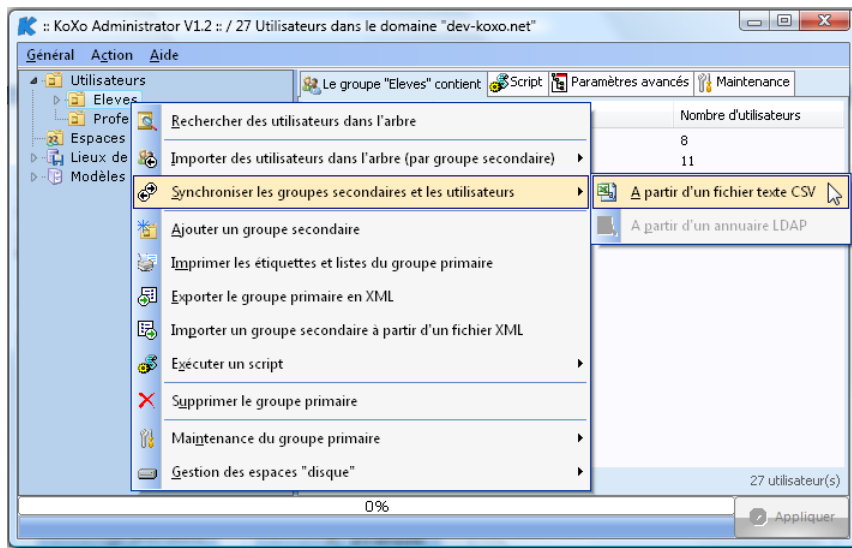 :: KoXo Administrator V1.2 :: / 27 Utilisateurs dans le domaine "dev-koxo.net"
Général Action Aide
Utilisateurs
Eleves
Profe
Espaces
Lieux de
Modèles
Le groupe "Eleves" contient Script Paramètres avancés Maintenance
Nombre d'utilisateurs
8
11
Rechercher des utilisateurs dans l'arbre
Importer des utilisateurs dans l'arbre (par groupe secondaire)
Synchroniser les groupes secondaires et les utilisateurs
A partir d'un fichier texte CSV
A partir d'un annuaire LDAP
Ajouter un groupe secondaire
Imprimer les étiquettes et listes du groupe primaire
Exporter le groupe primaire en XML
Importer un groupe secondaire à partir d'un fichier XML
Exécuter un script
Supprimer le groupe primaire
Maintenance du groupe primaire
Gestion des espaces "disque"
27 utilisateur(s)
0%
Appliquer